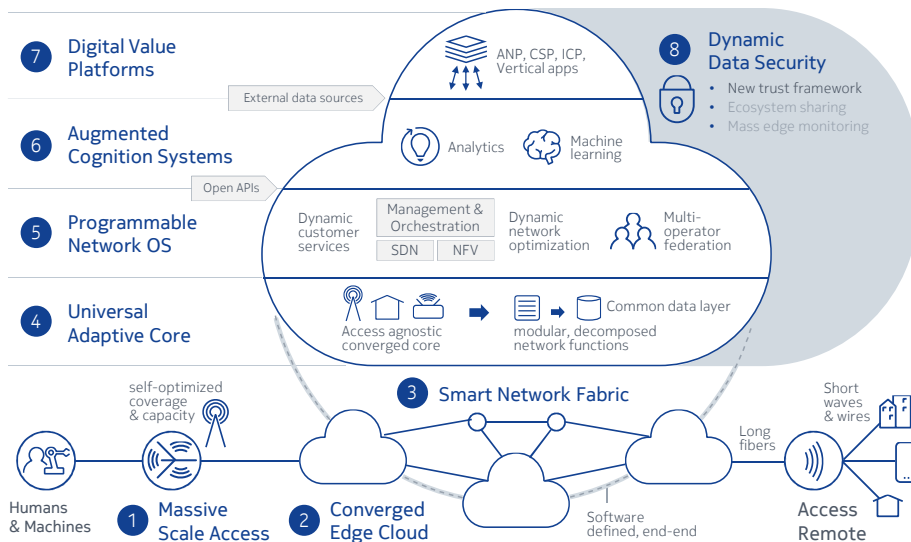 7
Digital Value
Platforms
ANP, CSP, ICP,
Vertical apps
8
Dynamic
Data Security
• New trust framework
• Ecosystem sharing
• Mass edge monitoring
External data sources
6
Augmented
Cognition Systems
Analytics
Machine
learning
Open APIs
5
Programmable
Network OS
Dynamic
customer
services
Management &
Orchestration
SDN
NFV
Dynamic
network
optimization
Multi-
operator
federation
4
Universal
Adaptive Core
Access agnostic
converged core
Common data layer
modular, decomposed
network functions
self-optimized
coverage
& capacity
3
Smart Network Fabric
Short
waves
& wires
Long
fibers
Humans
& Machines
1
Massive
Scale Access
2
Converged
Edge Cloud
Software
defined, end-end
Access
Remote